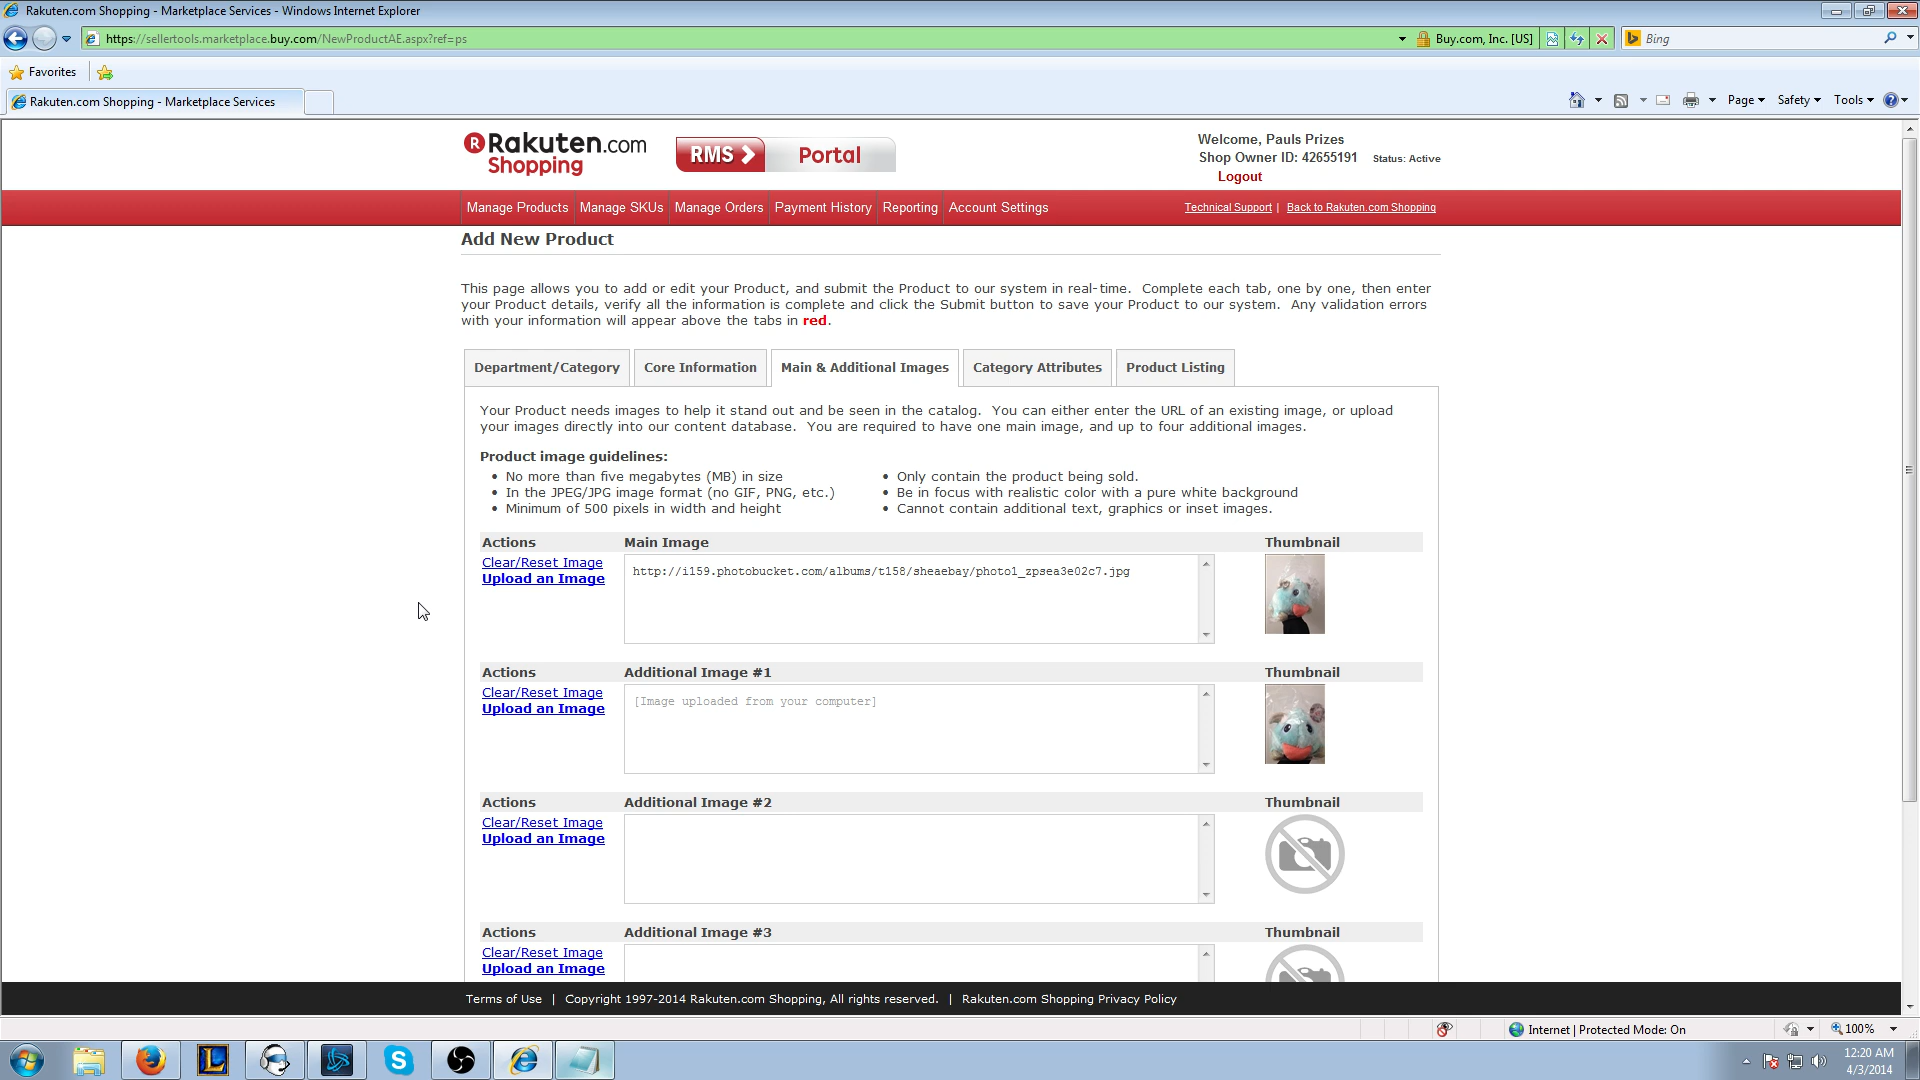 Rakuten.com Shopping - Marketplace Services - Windows Internet Explorer
https://sellertools.marketplace.buy.com/NewProductAE.aspx?ref=ps
Buy.com, Inc. [US]
Bing
Favorites
Rakuten.com Shopping - Marketplace Services
Page
Safety
Tools
Rakuten.com
Shopping
RMS
Portal
Welcome, Pauls Prizes
Shop Owner ID: 42655191 Status: Active
Logout
Manage Products Manage SKUs Manage Orders Payment History Reporting Account Settings
Technical Support | Back to Rakuten.com Shopping
Add New Product
This page allows you to add or edit your Product, and submit the Product to our system in real-time. Complete each tab, one by one, then enter
your Product details, verify all the information is complete and click the Submit button to save your Product to our system. Any validation errors
with your information will appear above the tabs in red.
Department/Category
Core Information
Main & Additional Images
Category Attributes
Product Listing
Your Product needs images to help it stand out and be seen in the catalog. You can either enter the URL of an existing image, or upload
your images directly into our content database. You are required to have one main image, and up to four additional images.
Product image guidelines:
• No more than five megabytes (MB) in size
• In the JPEG/JPG image format (no GIF, PNG, etc.)
• Minimum of 500 pixels in width and height
• Only contain the product being sold.
• Be in focus with realistic color with a pure white background
• Cannot contain additional text, graphics or inset images.
Actions Main Image Thumbnail
Clear/Reset Image
Upload an Image
http://i159.photobucket.com/albums/t158/sheaebay/photo1_zpsea3e02c7.jpg
Actions Additional Image #1 Thumbnail
Clear/Reset Image
Upload an Image
[Image uploaded from your computer]
Actions Additional Image #2 Thumbnail
Clear/Reset Image
Upload an Image
Actions Additional Image #3 Thumbnail
Clear/Reset Image
Upload an Image
Terms of Use | Copyright 1997-2014 Rakuten.com Shopping, All rights reserved. | Rakuten.com Shopping Privacy Policy
Internet | Protected Mode: On
100%
12:20 AM
4/3/2014